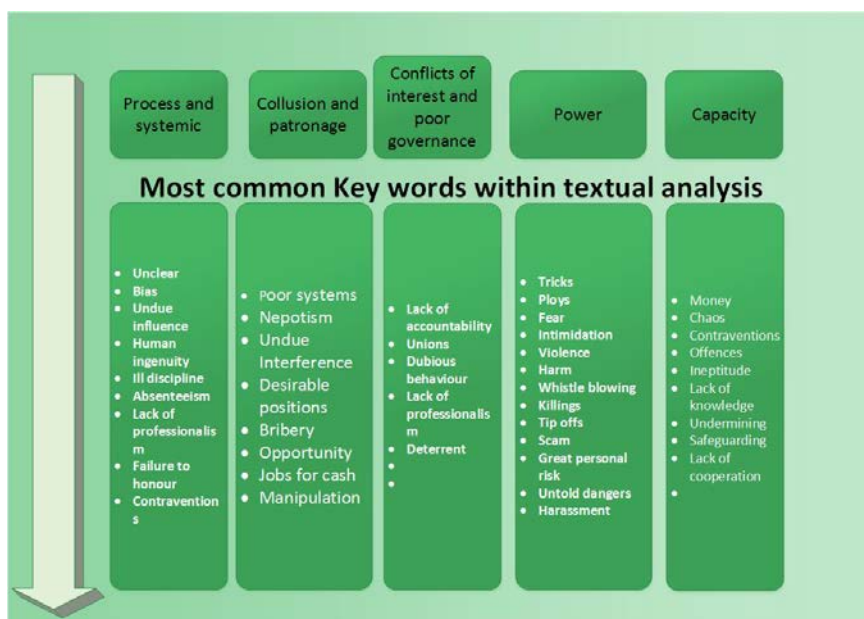 Process and
systemic
Collusion and
patronage
Conflicts of
interest and
poor
governance
Power
Capacity
Most common Key words within textual analysis
• Unclear
• Bias
• Undue
influence
• Human
ingenuity
• Ill discipline
• Absenteeism
• Lack of
professionalis
m
• Failure to
honour
• Contravention
s
• Poor systems
• Nepotism
• Undue
Interference
• Desirable
positions
• Bribery
• Opportunity
• Jobs for cash
• Manipulation
• Lack of
accountability
• Unions
• Dubious
behaviour
• Lack of
professionalis
m
• Deterrent
•
•
• Tricks
• Ploys
• Fear
• Intimidation
• Violence
• Harm
• Whistle blowing
• Killings
• Tip offs
• Scam
• Great personal
risk
• Untold dangers
• Harassment
• Money
• Chaos
• Contraventions
• Offences
• Ineptitude
• Lack of
knowledge
• Undermining
• Safeguarding
• Lack of
cooperation
•